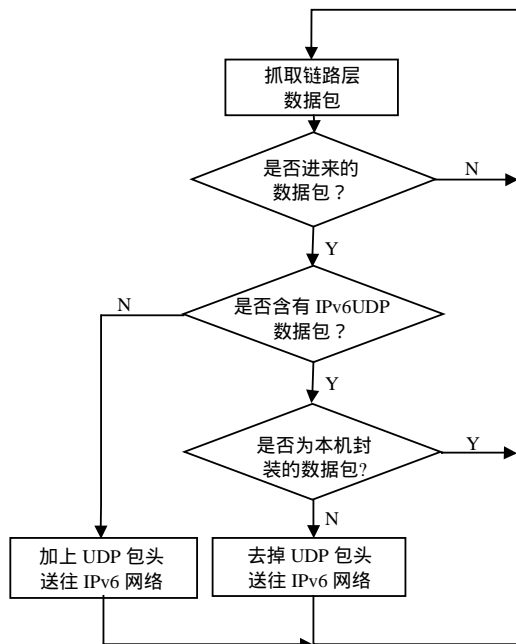 抓取链路层
数据包
是否进来的
数据包？
N
Y
是否含有 IPv6UDP
数据包？
N
Y
是否为本机封
装的数据包?
Y
N
加上 UDP 包头
送往 IPv6 网络
去掉 UDP 包头
送往 IPv6 网络